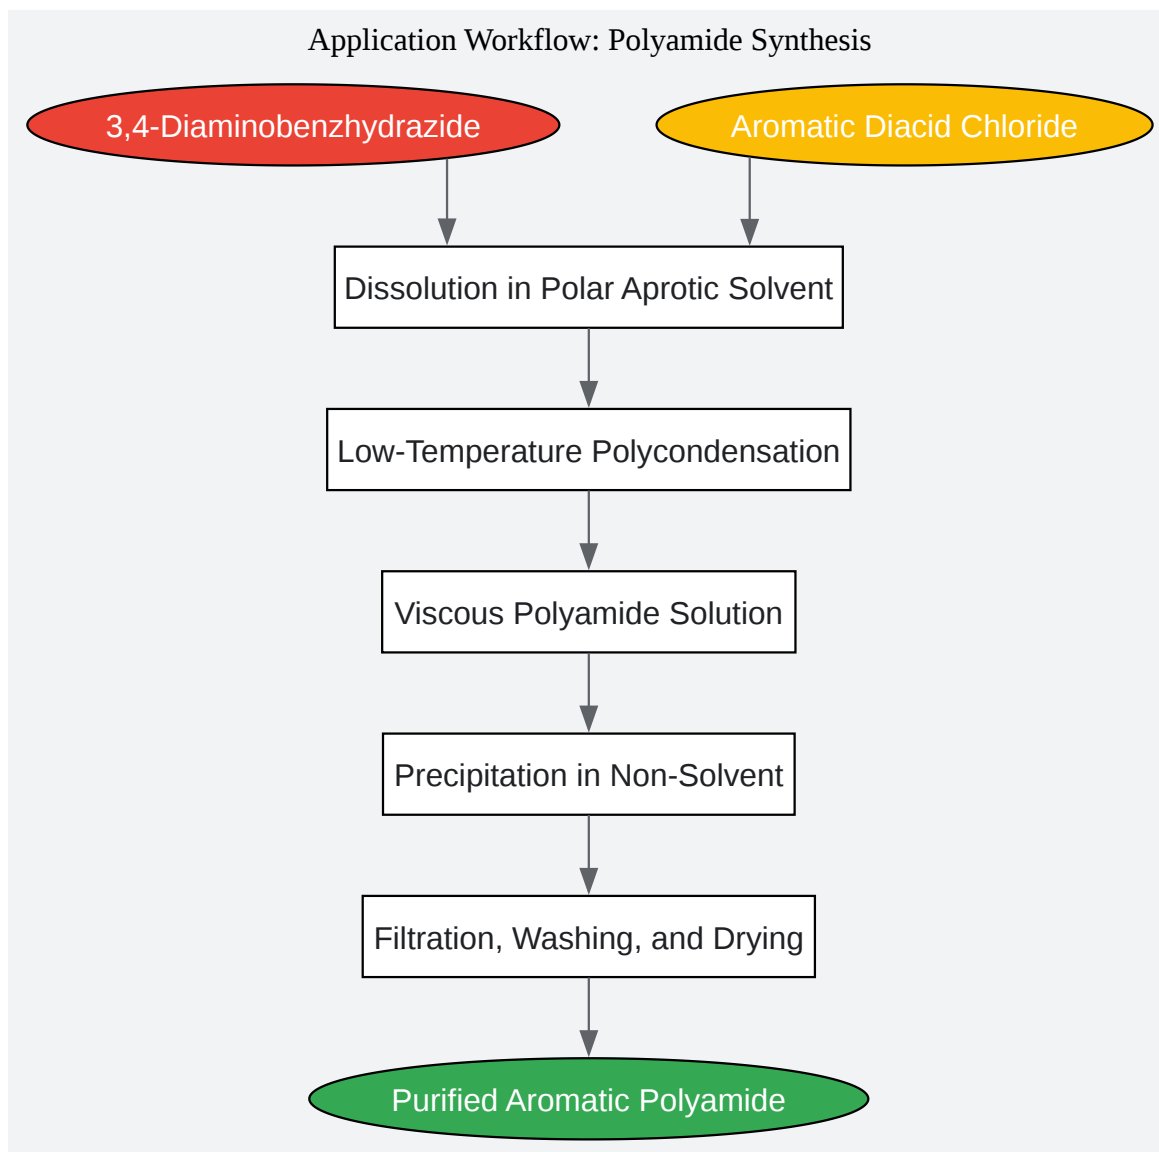 Application Workflow: Polyamide Synthesis
3,4-Diaminobenzhydrazide
Aromatic Diacid Chloride
Dissolution in Polar Aprotic Solvent
Low-Temperature Polycondensation
Viscous Polyamide Solution
Precipitation in Non-Solvent
Filtration, Washing, and Drying
Purified Aromatic Polyamide